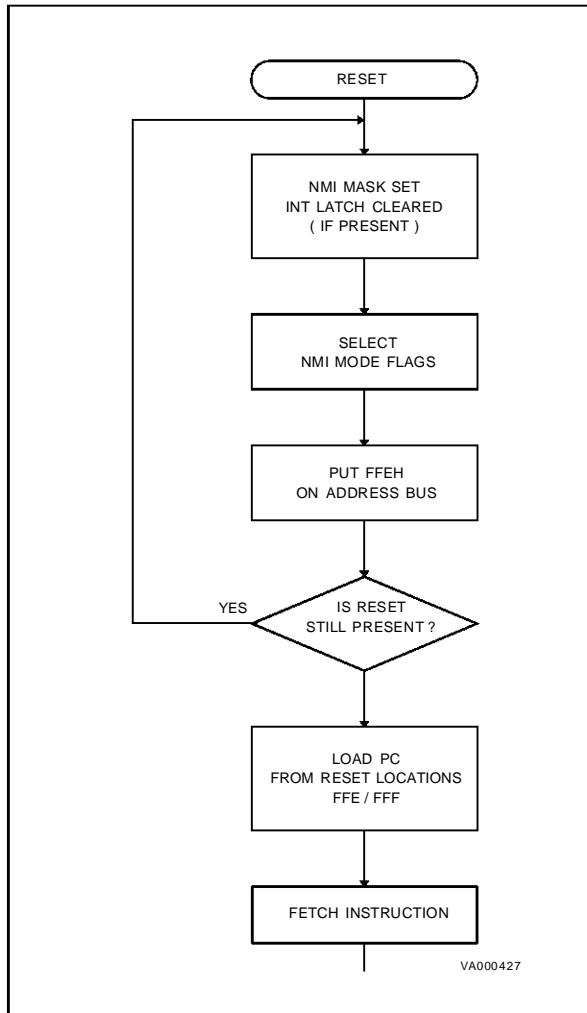 RESET
NMI MASK SET
INT LATCH CLEARED
( IF PRESENT )
SELECT
NMI MODE FLAGS
PUT FFEH
ON ADDRESS BUS
YES
IS RESET
STILL PRESENT ?
LOAD PC
FROM RESET LOCATIONS
FFE / FFF
FETCH INSTRUCTION
VA000427